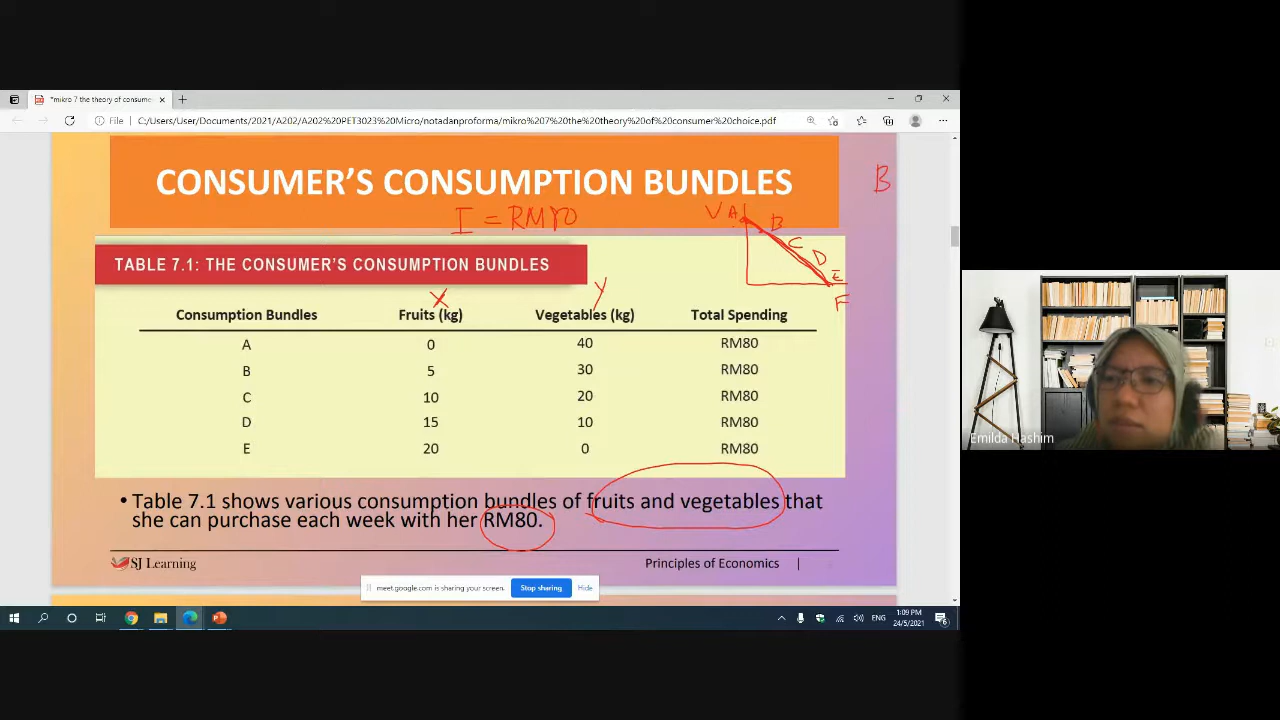 *mikro 7 the theory of consume
File
C:/Users/User/Documents/2021/A202/A202%20PET3023%20Micro/notadanproforma/mikro%207%20the%20theory%20of%20consumer%20choice.pdf
CONSUMER'S CONSUMPTION BUNDLES
B
I = RM80
V A B C D E F
TABLE 7.1: THE CONSUMER'S CONSUMPTION BUNDLES
X Y
Consumption Bundles Fruits (kg) Vegetables (kg) Total Spending
A 0 40 RM80
B 5 30 RM80
C 10 20 RM80
D 15 10 RM80
E 20 0 RM80
• Table 7.1 shows various consumption bundles of fruits and vegetables that
she can purchase each week with her RM80.
SJ Learning Principles of Economics |
meet.google.com is sharing your screen. Stop sharing Hide
Emilda Hashim
ENG 1:09 PM
24/5/2021
6